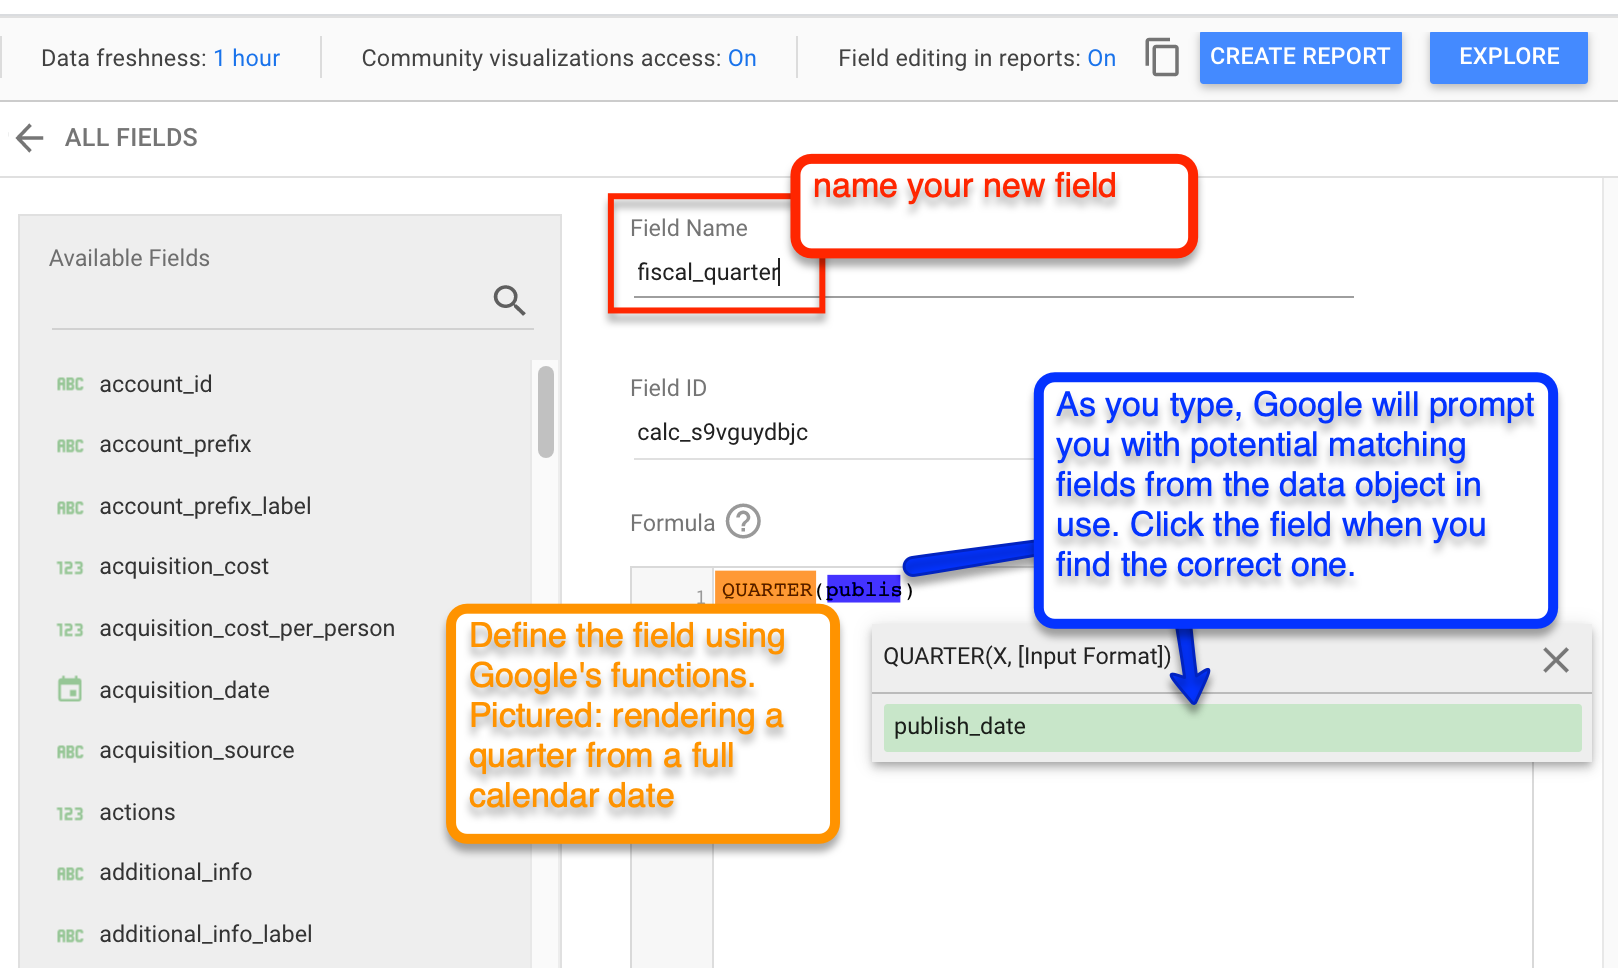 Data freshness: 1 hour
Community visualizations access: On
Field editing in reports: On
CREATE REPORT
EXPLORE
ALL FIELDS
name your new field
Available Fields
Field Name
fiscal_quarter
ABC account_id
ABC account_prefix
ABC account_prefix_label
123 acquisition_cost
123 acquisition_cost_per_person
acquisition_date
ABC acquisition_source
123 actions
ABC additional_info
ABC additional_info_label
Field ID
calc_s9vguydbjc
As you type, Google will prompt
you with potential matching
fields from the data object in
use. Click the field when you
find the correct one.
Formula ?
1 QUARTER(publis)
Define the field using
Google's functions.
Pictured: rendering a
quarter from a full
calendar date
QUARTER(X, [Input Format])
publish_date